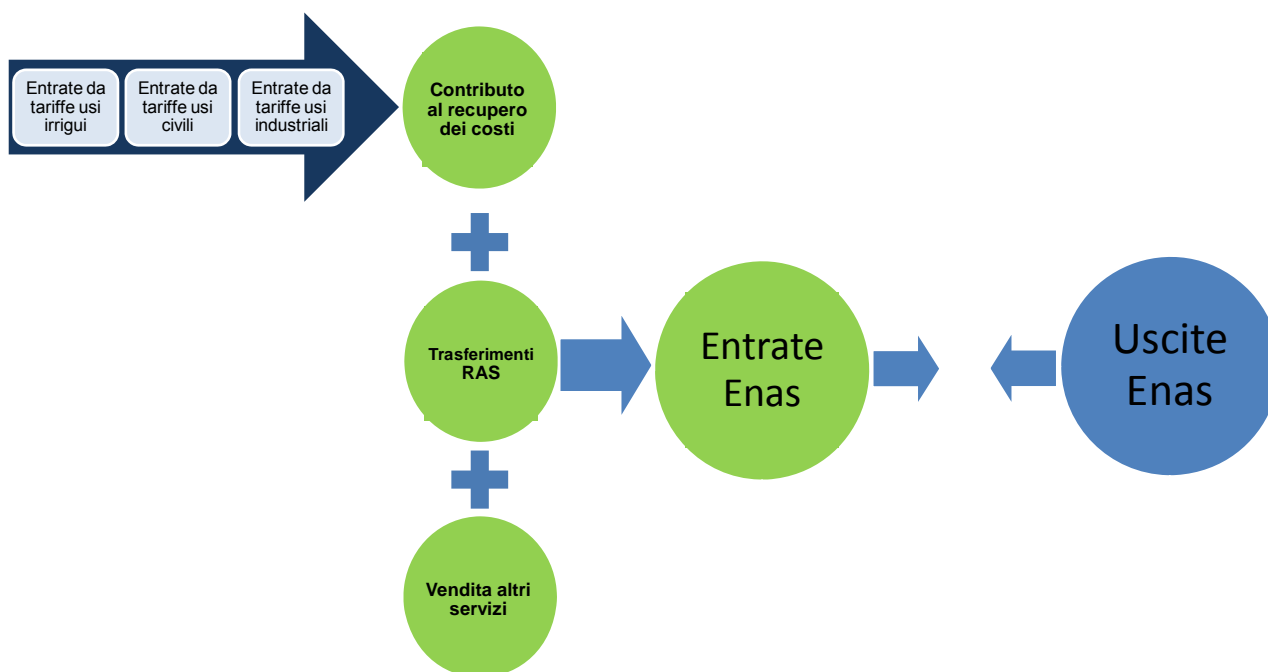 Entrate da
tariffe usi
irrigui
Entrate da
tariffe usi
civili
Entrate da
tariffe usi
industriali
Contributo
al recupero
dei costi
Trasferimenti
RAS
Vendita altri
servizi
Entrate
Enas
Uscite
Enas